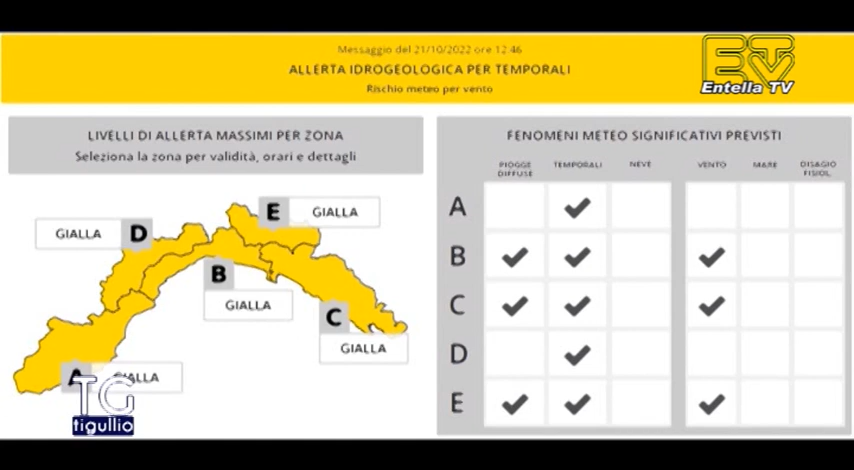 Messaggio del 21/10/2022 ore 12:46
ALLERTA IDROGEOLOGICA PER TEMPORALI
Rischio meteo per vento
ETV
Entella TV
LIVELLI DI ALLERTA MASSIMI PER ZONA
Seleziona la zona per validità, orari e dettagli
D GIALLA
E GIALLA
B GIALLA
C GIALLA
A GIALLA
TG
tigullio
FENOMENI METEO SIGNIFICATIVI PREVISTI
PIOGGE DIFFUSE TEMPORALI NEVE VENTO MARE DISAGIO FISIOL.
A
B
C
D
E